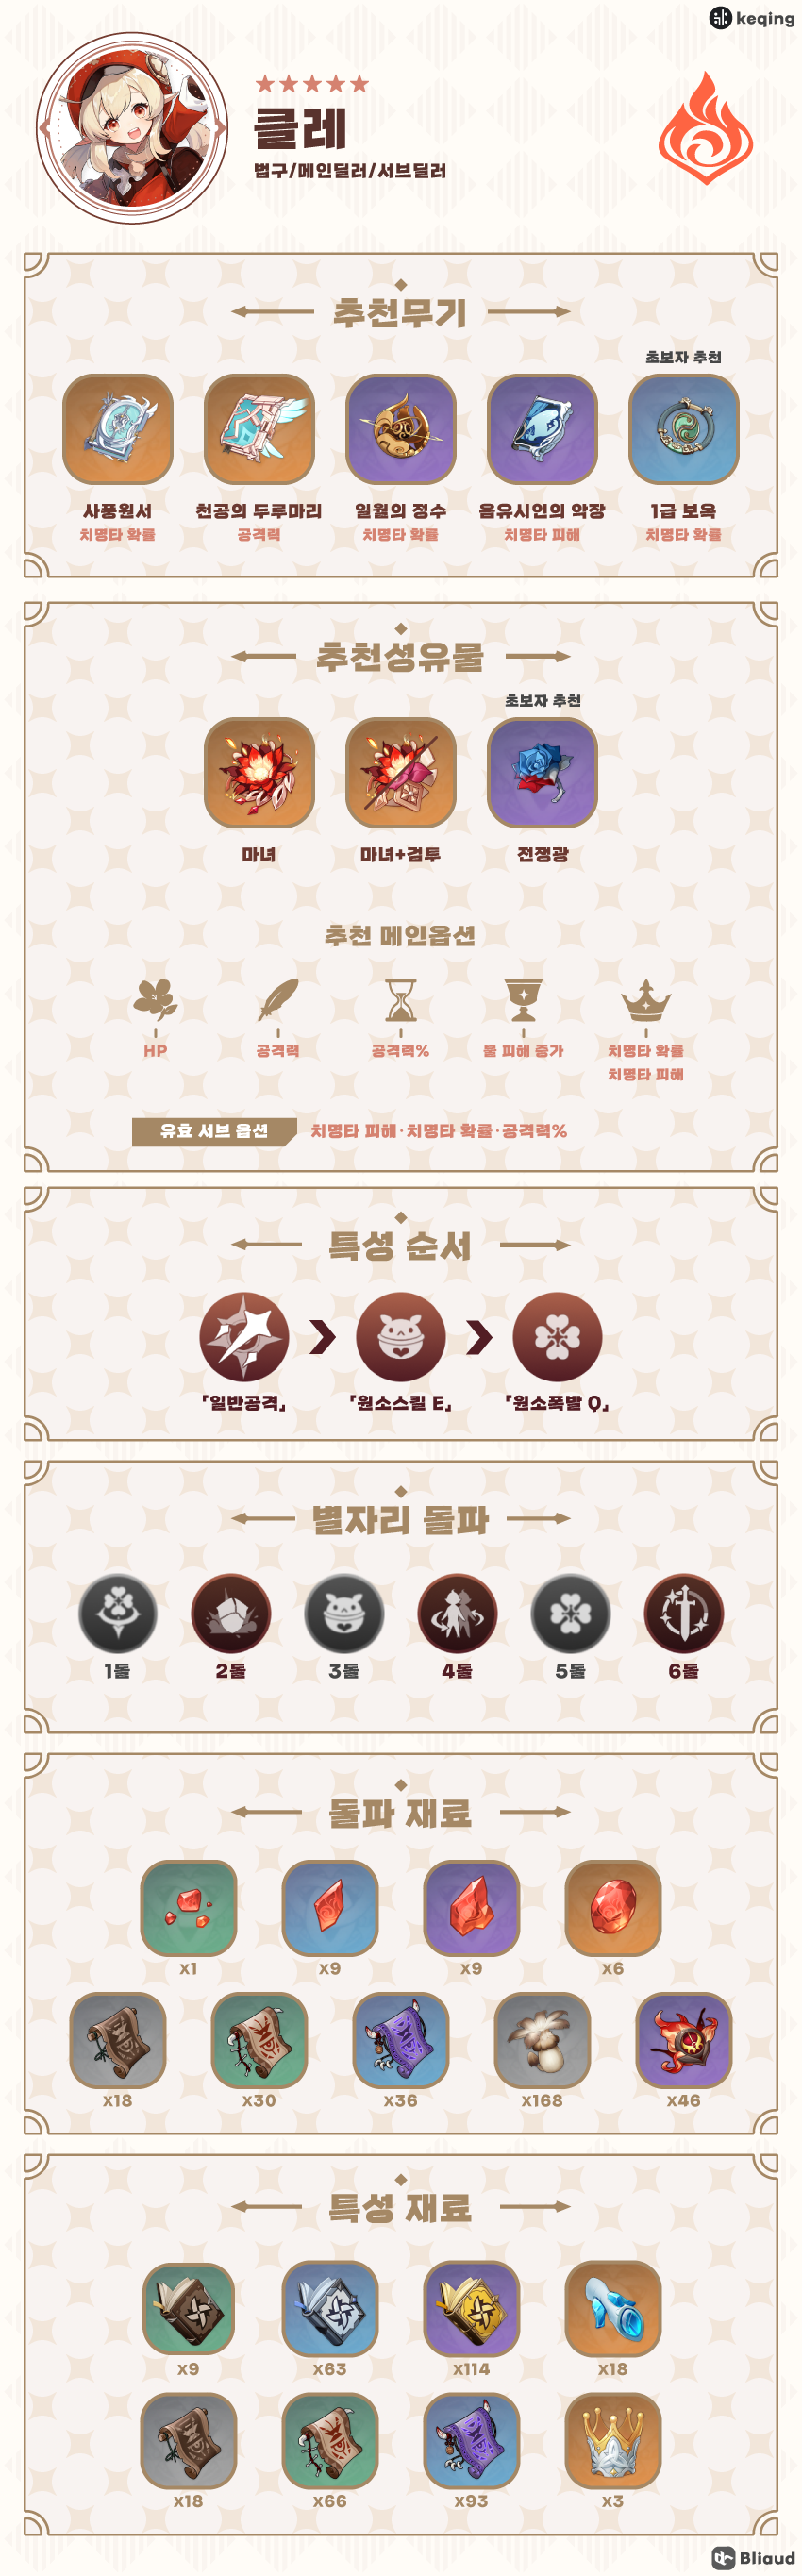 keqing
클레
법구/메인딜러/서브딜러
추천무기
초보자 추천
사풍원서
천공의 두루마리
일월의 정수
음유시인의 악장
1급 보옥
치명타 확률
공격력
치명타 확률
치명타 피해
치명타 확률
추천성유물
초보자 추천
마녀
마녀+검투
전쟁광
추천 메인옵션
HP
공격력
공격력%
불 피해 증가
치명타 확률
치명타 피해
유효 서브 옵션
치명타 피해·치명타 확률·공격력%
특성 순서
「일반공격」
「원소스킬 E」
「원소폭발 Q」
별자리 돌파
1돌
2돌
3돌
4돌
5돌
6돌
돌파 재료
x1
x9
x9
x6
x18
x30
x36
x168
x46
특성 재료
x9
x63
x114
x18
x18
x66
x93
x3
Bliaud